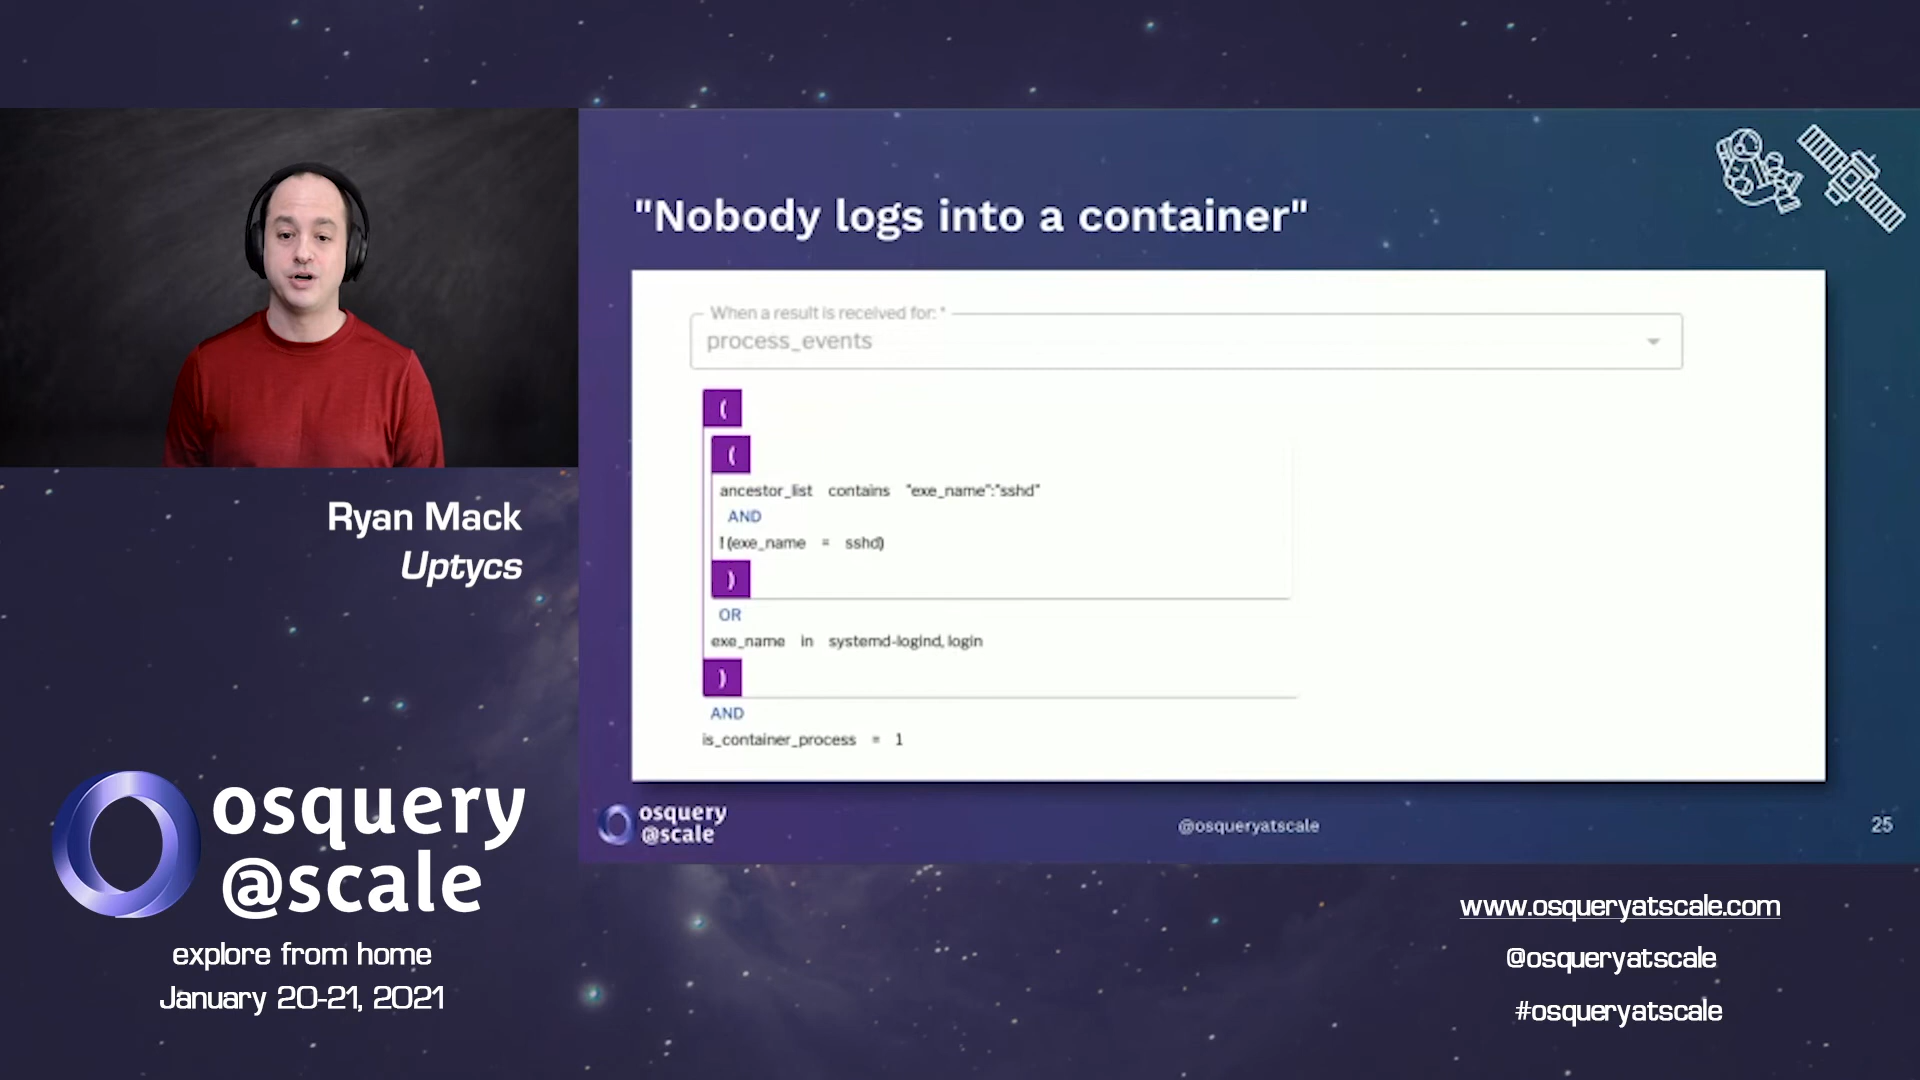 "Nobody logs into a container"
When a result is received for: *
process_events
(
(
ancestor_list contains "exe_name":"sshd"
AND
!(exe_name = sshd)
)
OR
exe_name in systemd-logind, login
)
AND
is_container_process = 1
osquery
@scale
@osqueryatscale
25
Ryan Mack
Uptycs
osquery
@scale
explore from home
January 20-21, 2021
www.osqueryatscale.com
@osqueryatscale
#osqueryatscale